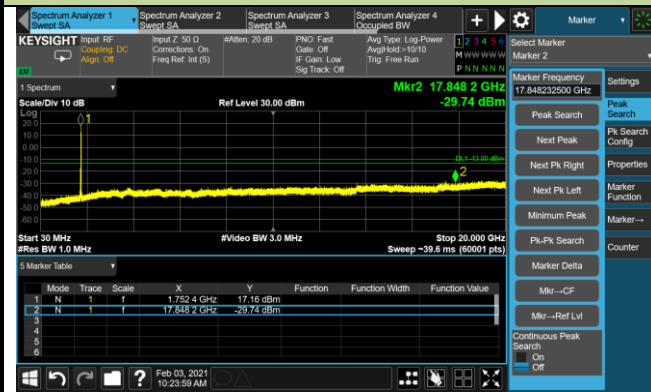 Spectrum Analyzer 1
Swept SA
Spectrum Analyzer 2
Swept SA
Spectrum Analyzer 3
Swept SA
Spectrum Analyzer 4
Occupied BW
Marker
KEYSIGHT
Input: RF
Coupling: DC
Align: Off
Input Z: 50 Ω
Corrections: On
Freq Ref: Int (S)
#Atten: 20 dB
PNO: Fast
Gate: Off
IF Gain: Low
Sig Track: Off
Avg Type: Log-Power
Avg|Hold:>10/10
Trig: Free Run
1 2 3 4 5 6
M W W W W W
P N N N N N
Select Marker
Marker 2
1 Spectrum
Mkr2 17.848 2 GHz
-29.74 dBm
Scale/Div 10 dB
Ref Level 30.00 dBm
Log
20.0
10.0
0.00
-10.0
-20.0
-30.0
-40.0
-50.0
-60.0
1
DL1 -13.00 dBm
2
Start 30 MHz
#Video BW 3.0 MHz
Stop 20.000 GHz
#Res BW 1.0 MHz
Sweep ~39.6 ms (60001 pts)
5 Marker Table
Mode Trace Scale X Y Function Function Width Function Value
1 N 1 f 1.752 4 GHz 17.16 dBm
2 N 1 f 17.848 2 GHz -29.74 dBm
3
4
5
6
Marker Frequency
17.848232500 GHz
Peak Search
Next Peak
Next Pk Right
Next Pk Left
Minimum Peak
Pk-Pk Search
Marker Delta
Mkr→CF
Mkr→Ref Lvl
Continuous Peak
Search
On
Off
Settings
Peak
Search
Pk Search
Config
Properties
Marker
Function
Marker→
Counter
Feb 03, 2021
10:23:59 AM